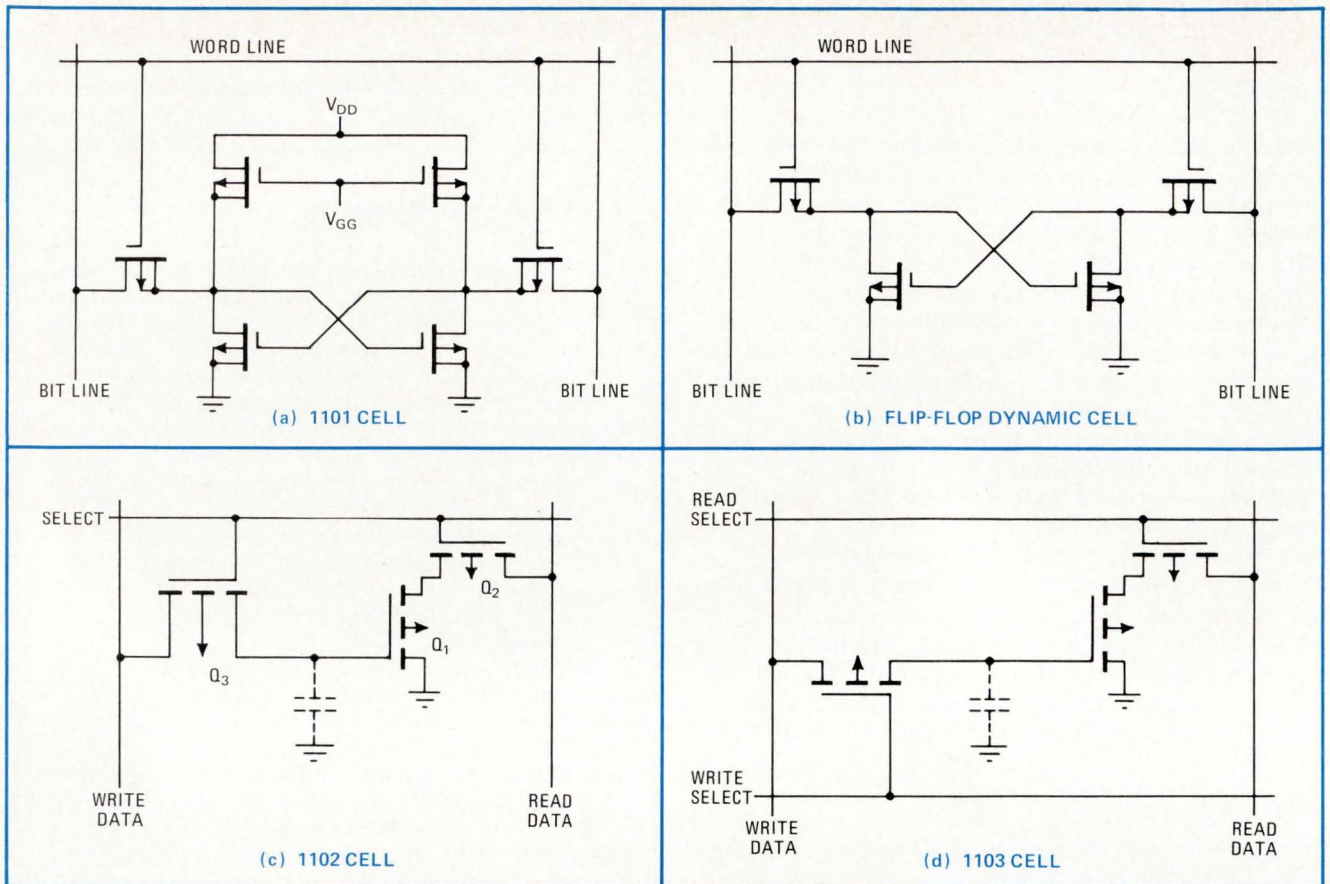 WORD LINE
V_DD
V_GG
BIT LINE
BIT LINE
(a) 1101 CELL
WORD LINE
BIT LINE
BIT LINE
(b) FLIP-FLOP DYNAMIC CELL
SELECT
Q₂
Q₁
Q₃
WRITE
DATA
READ
DATA
(c) 1102 CELL
READ
SELECT
WRITE
SELECT
WRITE
DATA
READ
DATA
(d) 1103 CELL